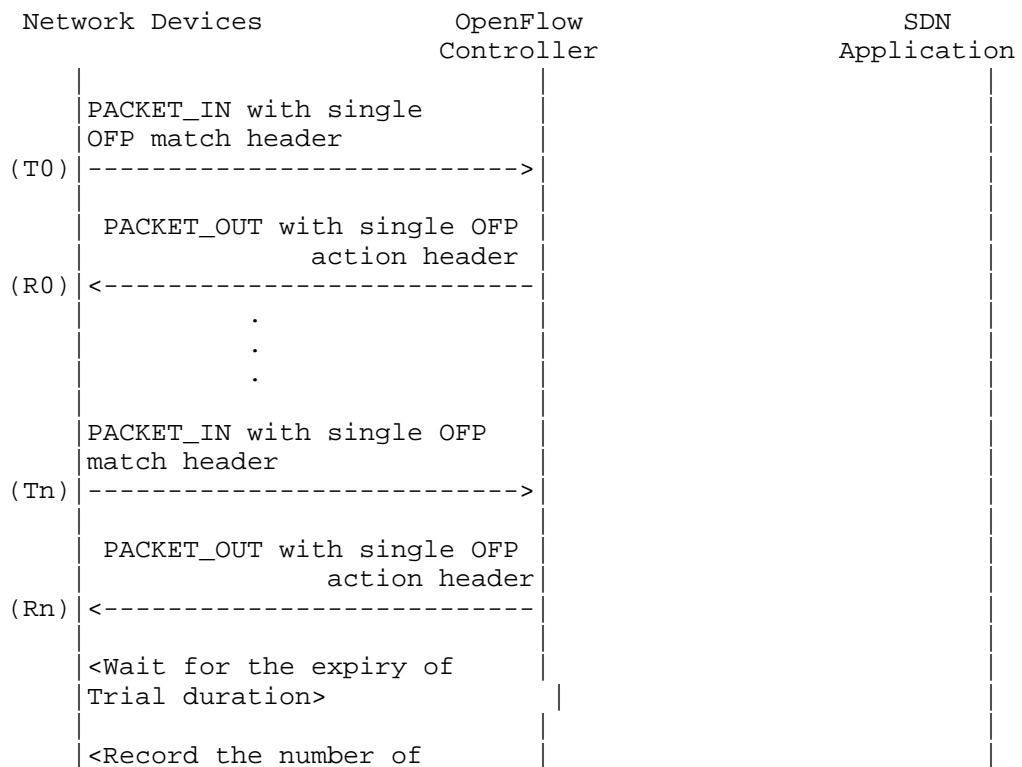 Network Devices OpenFlow SDN
Controller Application
| | |
|PACKET_IN with single | |
|OFP match header | |
(T0)|--------------------------->| |
| | |
| PACKET_OUT with single OFP | |
| action header | |
(R0)|<---------------------------| |
| . | |
| . | |
| . | |
| | |
|PACKET_IN with single OFP | |
|match header | |
(Tn)|--------------------------->| |
| | |
| PACKET_OUT with single OFP | |
| action header| |
(Rn)|<---------------------------| |
| | |
|<Wait for the expiry of | |
|Trial duration> | |
| | |
|<Record the number of | |